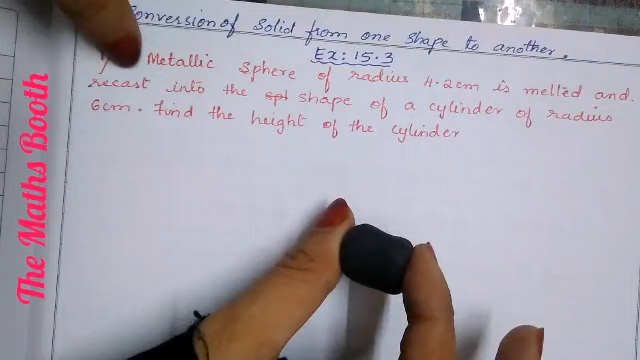 Conversion of Solid from one shape to another.
Ex: 15.3
Metallic sphere of radius 4.2cm is melted and
recast into the shape of a cylinder of radius
6cm. find the height of the cylinder
The Maths Booth